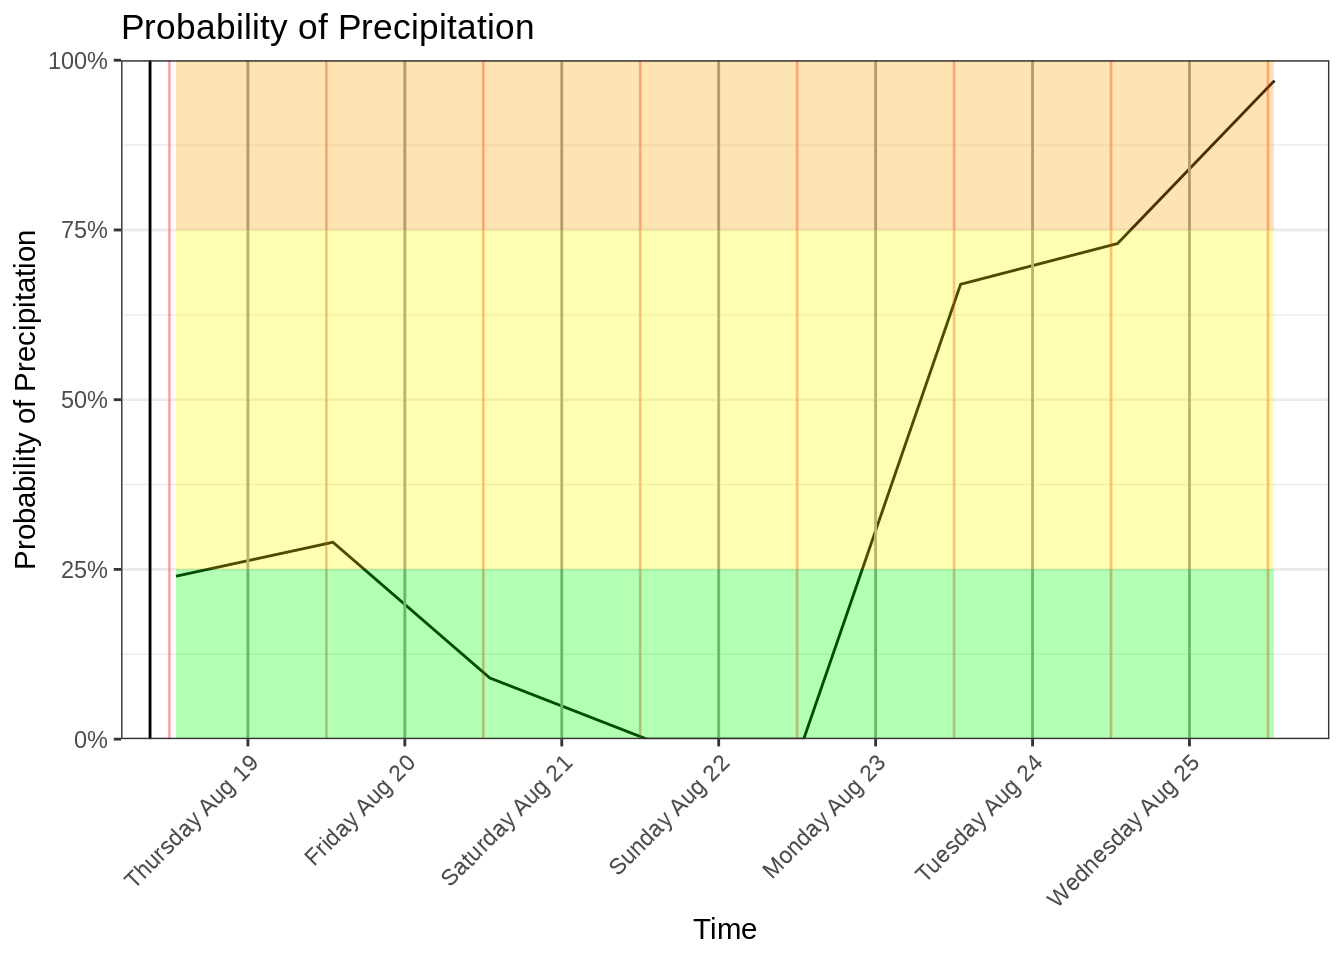 Probability of Precipitation
Probability of Precipitation
100%
75%
50%
25%
0%
Thursday Aug 19
Friday Aug 20
Saturday Aug 21
Sunday Aug 22
Monday Aug 23
Tuesday Aug 24
Wednesday Aug 25
Time